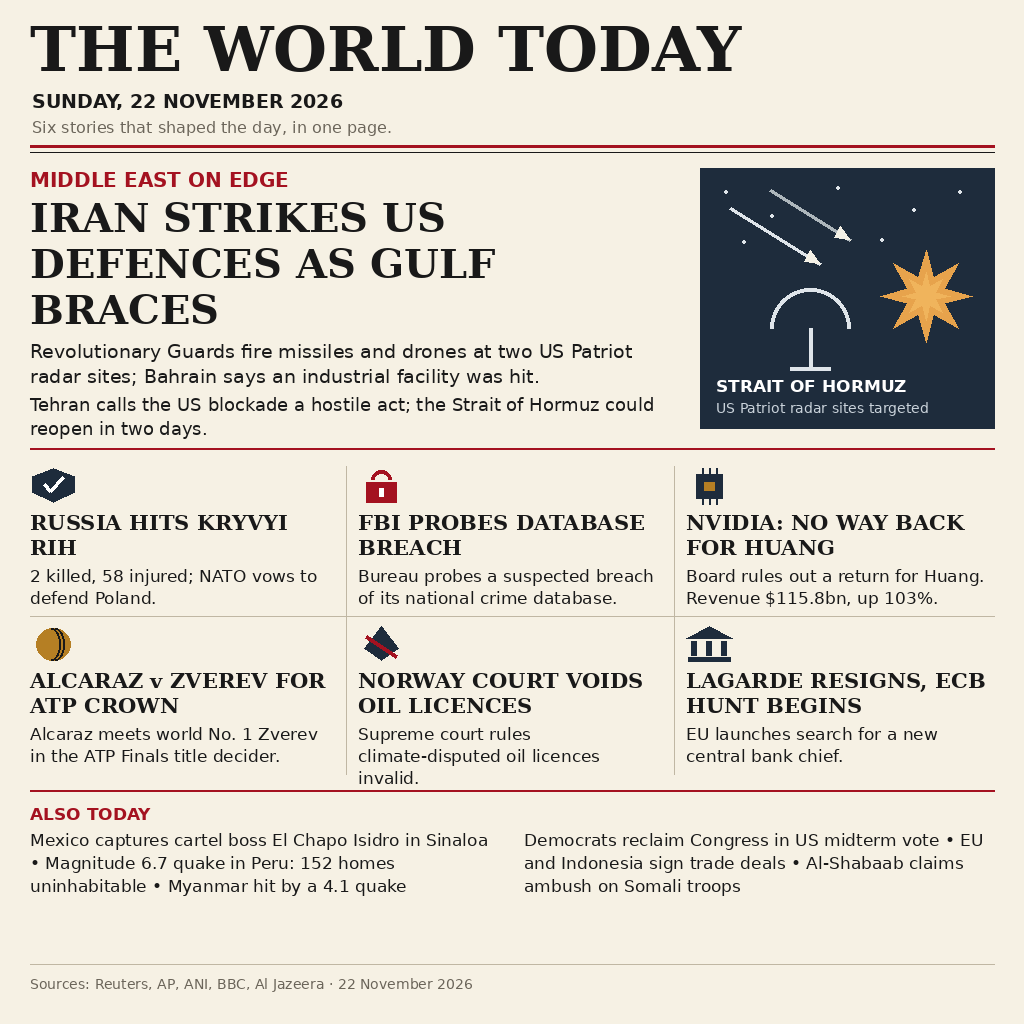 THE WORLD TODAY
SUNDAY, 22 NOVEMBER 2026
Six stories that shaped the day, in one page.
MIDDLE EAST ON EDGE
IRAN STRIKES US
DEFENCES AS GULF
BRACES
Revolutionary Guards fire missiles and drones at two US Patriot
radar sites; Bahrain says an industrial facility was hit.
Tehran calls the US blockade a hostile act; the Strait of Hormuz could
reopen in two days.
STRAIT OF HORMUZ
US Patriot radar sites targeted
RUSSIA HITS KRYVYI
RIH
2 killed, 58 injured; NATO vows to
defend Poland.
FBI PROBES DATABASE
BREACH
Bureau probes a suspected breach
of its national crime database.
NVIDIA: NO WAY BACK
FOR HUANG
Board rules out a return for Huang.
Revenue $115.8bn, up 103%.
ALCARAZ v ZVEREV FOR
ATP CROWN
Alcaraz meets world No. 1 Zverev
in the ATP Finals title decider.
NORWAY COURT VOIDS
OIL LICENCES
Supreme court rules
climate-disputed oil licences
invalid.
LAGARDE RESIGNS, ECB
HUNT BEGINS
EU launches search for a new
central bank chief.
ALSO TODAY
Mexico captures cartel boss El Chapo Isidro in Sinaloa
• Magnitude 6.7 quake in Peru: 152 homes
uninhabitable • Myanmar hit by a 4.1 quake
Democrats reclaim Congress in US midterm vote • EU
and Indonesia sign trade deals • Al-Shabaab claims
ambush on Somali troops
Sources: Reuters, AP, ANI, BBC, Al Jazeera · 22 November 2026